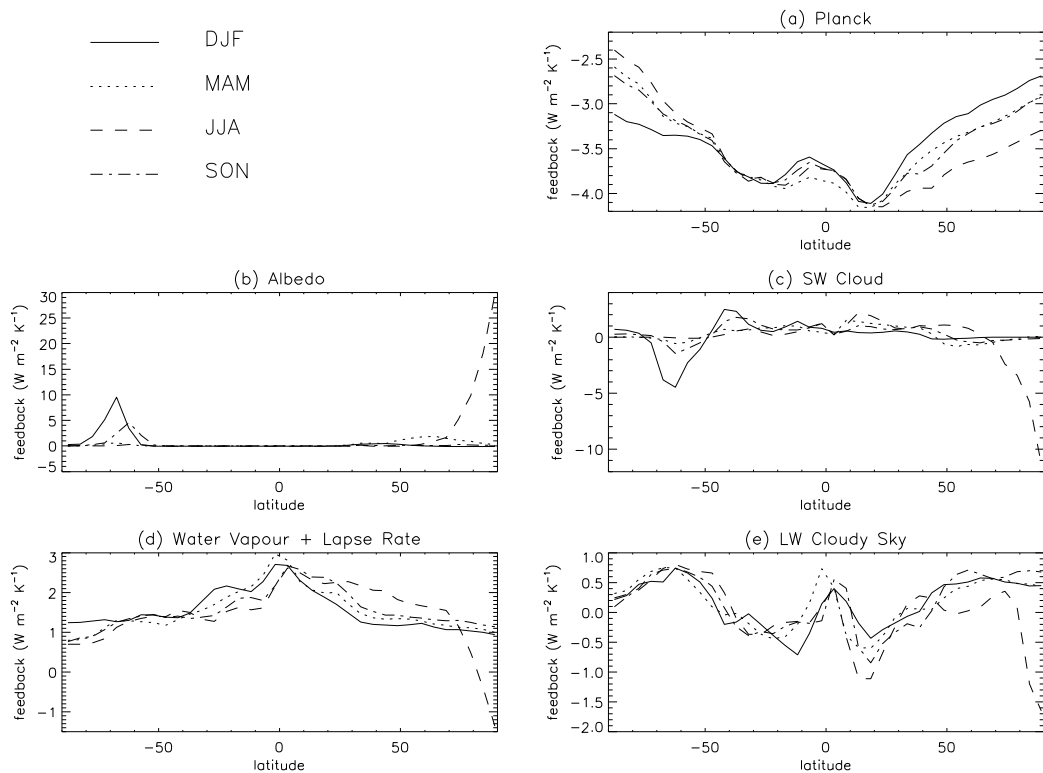 DJF
MAM
JJA
SON
(a) Planck
feedback (W m⁻² K⁻¹)
−2.5
−3.0
−3.5
−4.0
−50
0
50
latitude
(b) Albedo
feedback (W m⁻² K⁻¹)
30
25
20
15
10
5
0
−5
−50
0
50
latitude
(c) SW Cloud
feedback (W m⁻² K⁻¹)
0
−5
−10
−50
0
50
latitude
(d) Water Vapour + Lapse Rate
feedback (W m⁻² K⁻¹)
3
2
1
0
−1
−50
0
50
latitude
(e) LW Cloudy Sky
feedback (W m⁻² K⁻¹)
1.0
0.5
0.0
−0.5
−1.0
−1.5
−2.0
−50
0
50
latitude